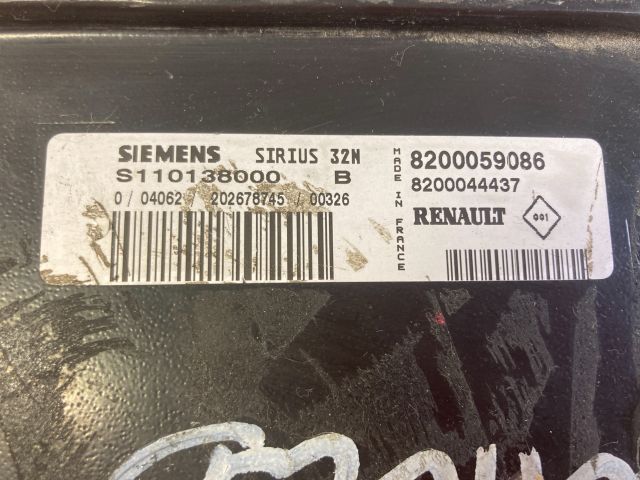 SIEMENS SIRIUS 32N
S110138000 B
0 / 04062 / 202678745 / 00326
MADE IN FRANCE
8200059086
8200044437
RENAULT 001